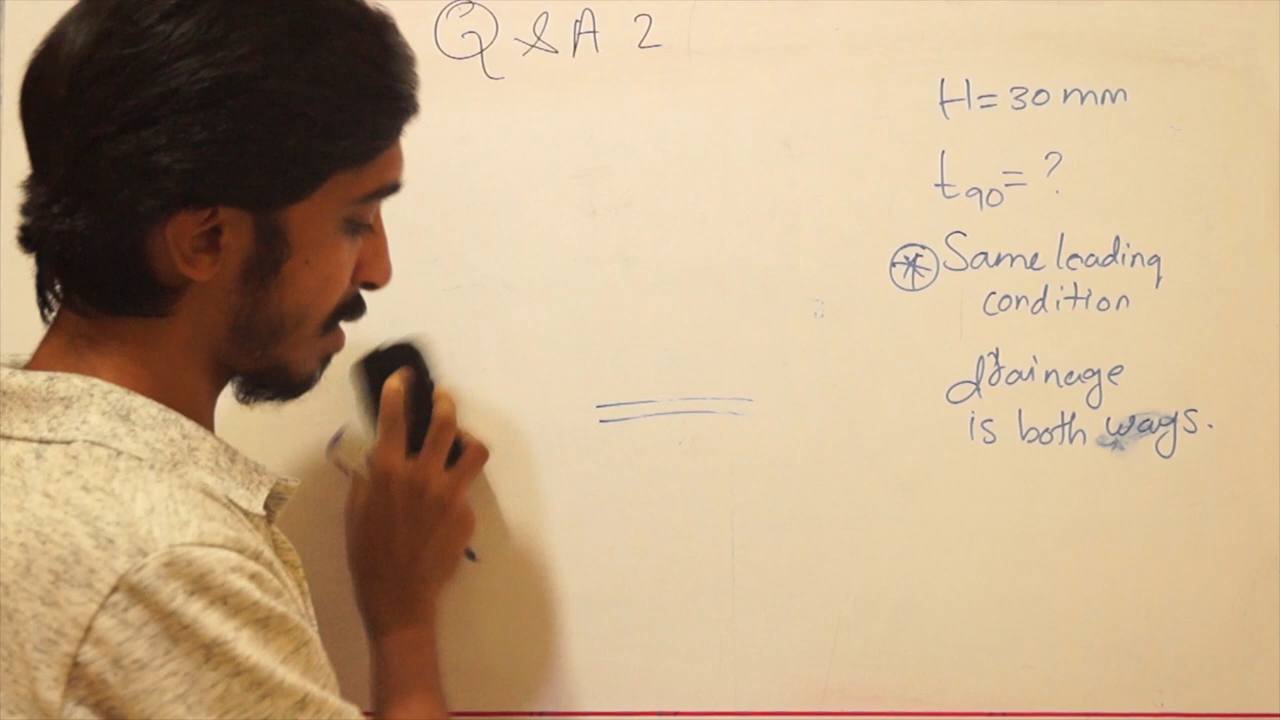 Q & A 2
H = 30 mm
t90 = ?
* Same loading
condition
drainage
is both ways.